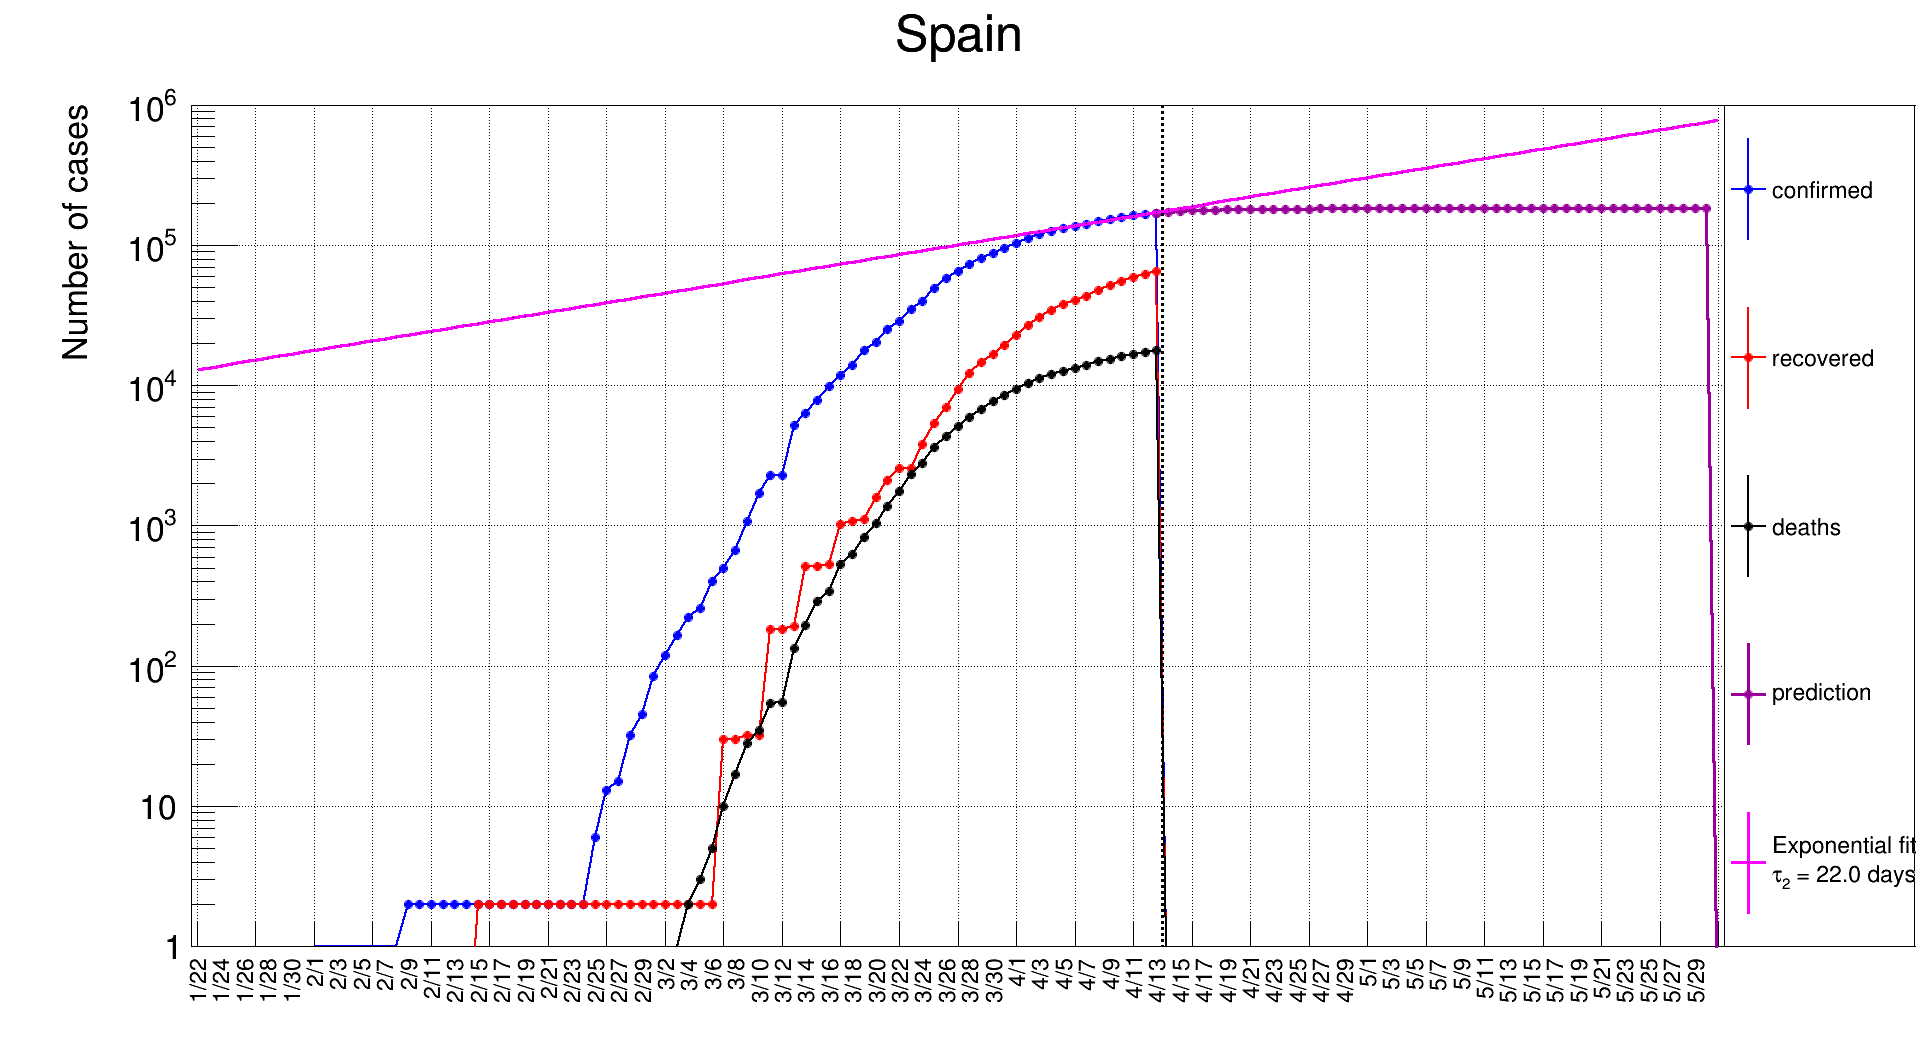 Spain
Number of cases
10^6
10^5
10^4
10^3
10^2
10
1
1/22 1/24 1/26 1/28 1/30 2/1 2/3 2/5 2/7 2/9 2/11 2/13 2/15 2/17 2/19 2/21 2/23 2/25 2/27 2/29 3/2 3/4 3/6 3/8 3/10 3/12 3/14 3/16 3/18 3/20 3/22 3/24 3/26 3/28 3/30 4/1 4/3 4/5 4/7 4/9 4/11 4/13 4/15 4/17 4/19 4/21 4/23 4/25 4/27 4/29 5/1 5/3 5/5 5/7 5/9 5/11 5/13 5/15 5/17 5/19 5/21 5/23 5/25 5/27 5/29
confirmed
recovered
deaths
prediction
Exponential fit
τ₂ = 22.0 days